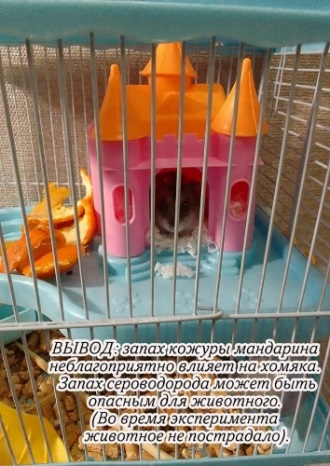 ВЫВОД: запах кожуры мандарина
неблагоприятно влияет на хомяка.
Запах сероводорода может быть
опасным для животного.
(Во время эксперимента
животное не пострадало).